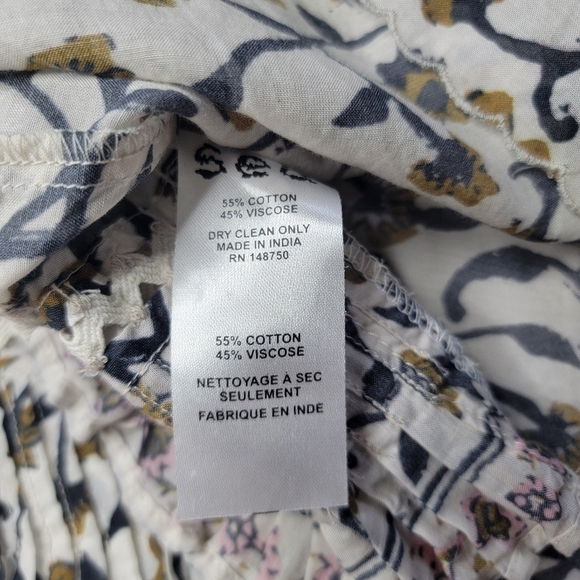 55% COTTON
45% VISCOSE
DRY CLEAN ONLY
MADE IN INDIA
RN 148750
55% COTTON
45% VISCOSE
NETTOYAGE À SEC
SEULEMENT
FABRIQUE EN INDE